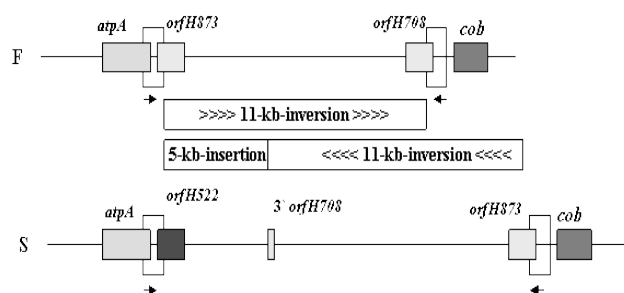 atpA orfH873 orfH708 cob
F
>>>> 11-kb-inversion >>>>
5-kb-insertion <<<< 11-kb-inversion <<<<
atpA orfH522 3` orfH708 orfH873 cob
S